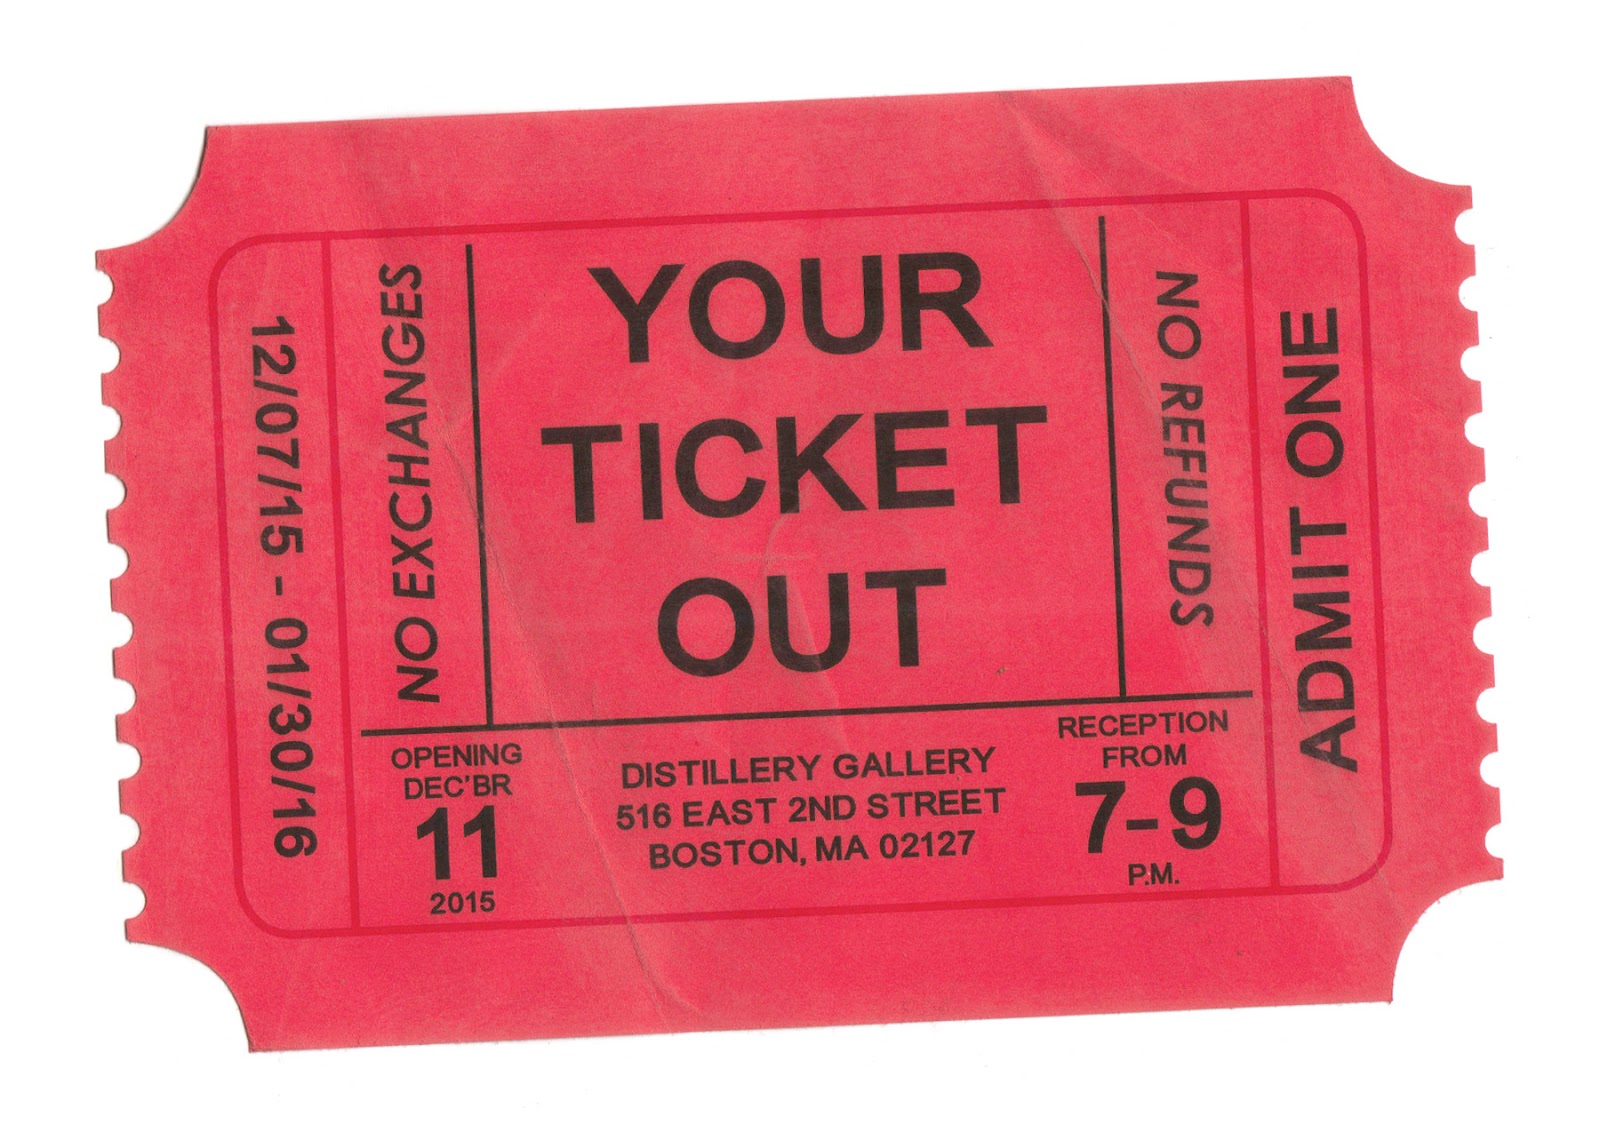 12/07/15 - 01/30/16
NO EXCHANGES
YOUR
TICKET
OUT
NO REFUNDS
ADMIT ONE
OPENING
DEC'BR
11
2015
DISTILLERY GALLERY
516 EAST 2ND STREET
BOSTON, MA 02127
RECEPTION
FROM
7-9
P.M.